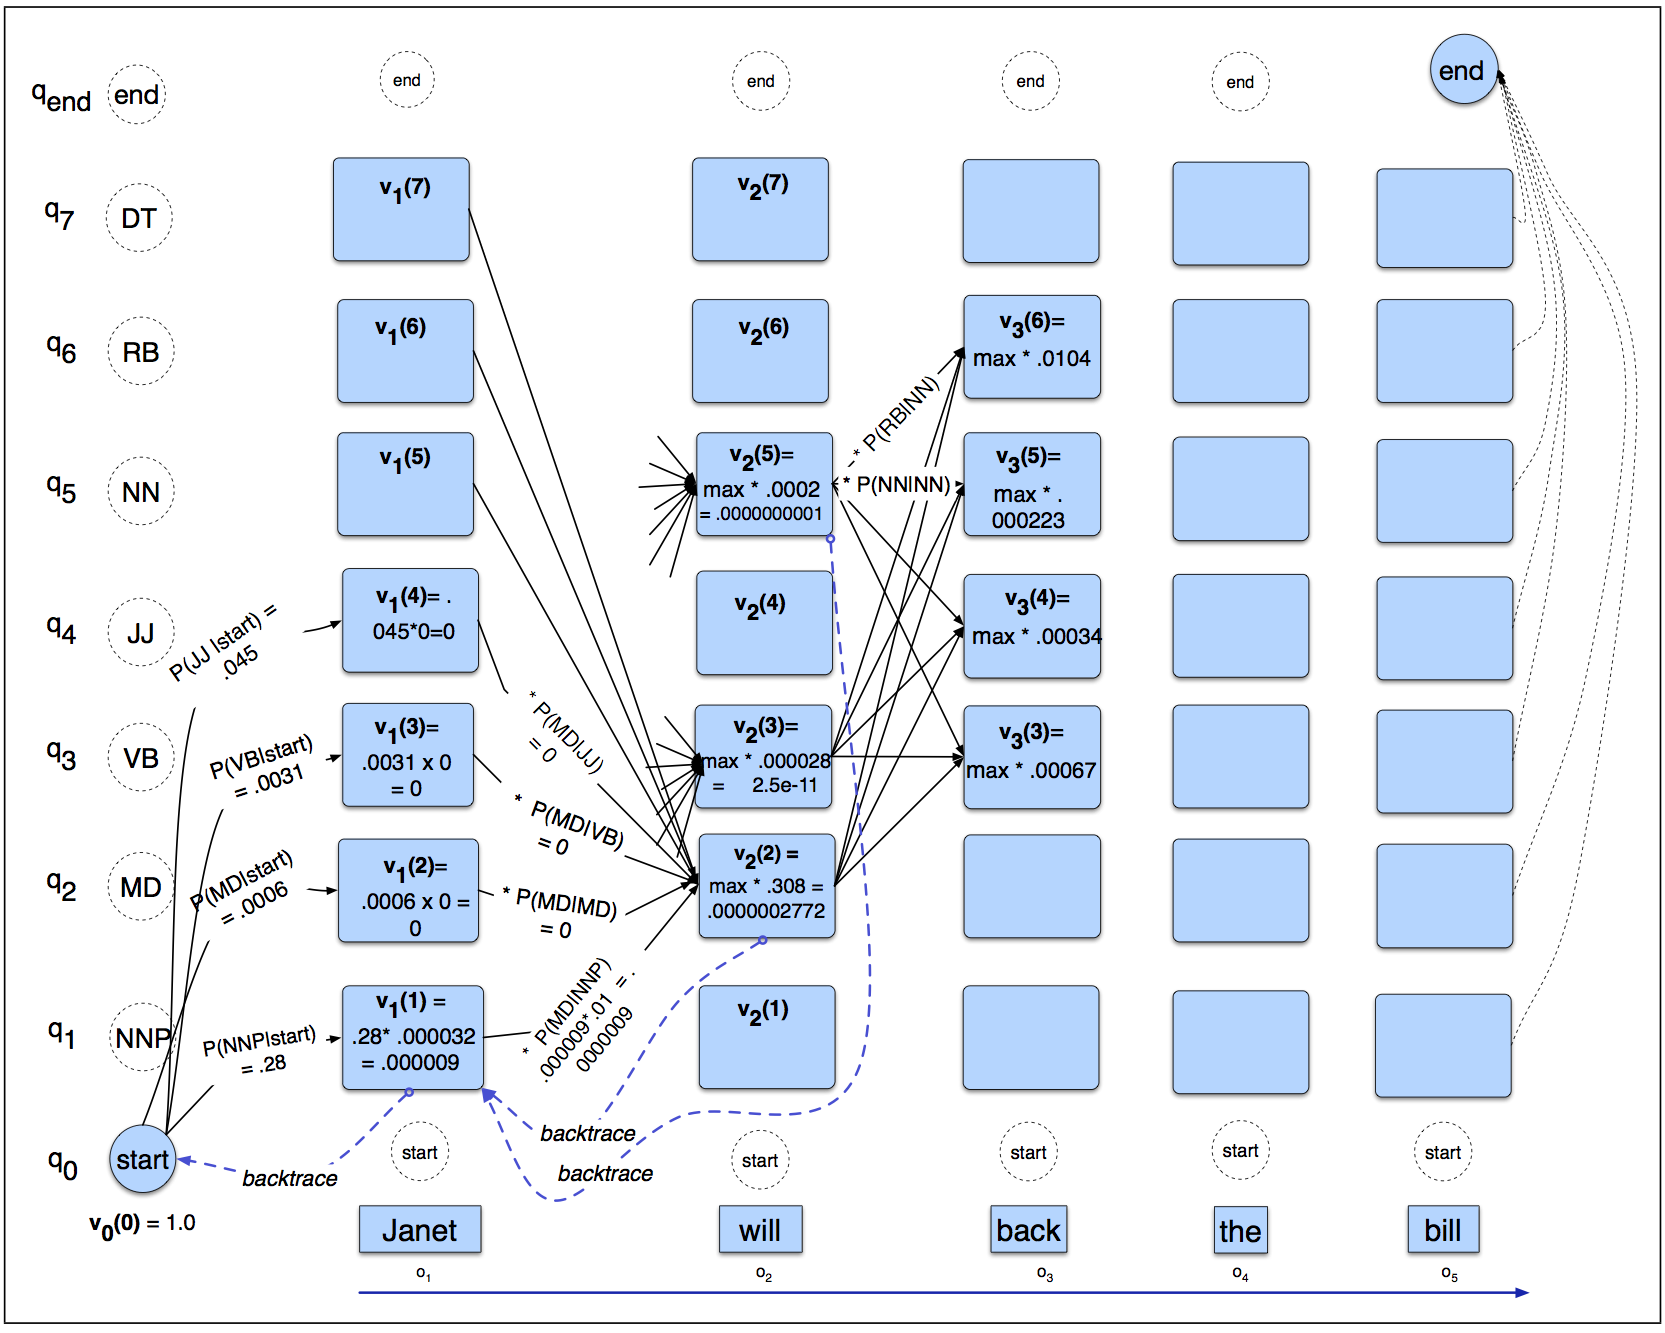 q_end end end end end end end
q_7 DT v_1(7) v_2(7)
q_6 RB v_1(6) v_2(6) v_3(6)=
max * .0104
* P(RB|NN)
q_5 NN v_1(5) v_2(5)= v_3(5)=
max * .0002
= .0000000001
* P(NN|NN)
max * .
000223
q_4 JJ v_1(4)= .
045*0=0
v_2(4)
v_3(4)=
max * .00034
P(JJ |start) =
.045
* P(MD|JJ)
= 0
q_3 VB v_1(3)=
.0031 x 0
= 0
v_2(3)=
max * .000028
= 2.5e-11
v_3(3)=
max * .00067
P(VB|start)
= .0031
* P(MD|VB)
= 0
q_2 MD v_1(2)=
.0006 x 0 =
0
v_2(2) =
max * .308 =
.0000002772
P(MD|start)
= .0006
* P(MD|MD)
= 0
q_1 NNP v_1(1) =
.28* .000032
= .000009
v_2(1)
P(NNP|start)
= .28
* P(MD|NNP)
.000009*.01 = .
0000009
backtrace
backtrace
backtrace
q_0 start start start start start start
v_0(0) = 1.0
Janet will back the bill
o_1 o_2 o_3 o_4 o_5